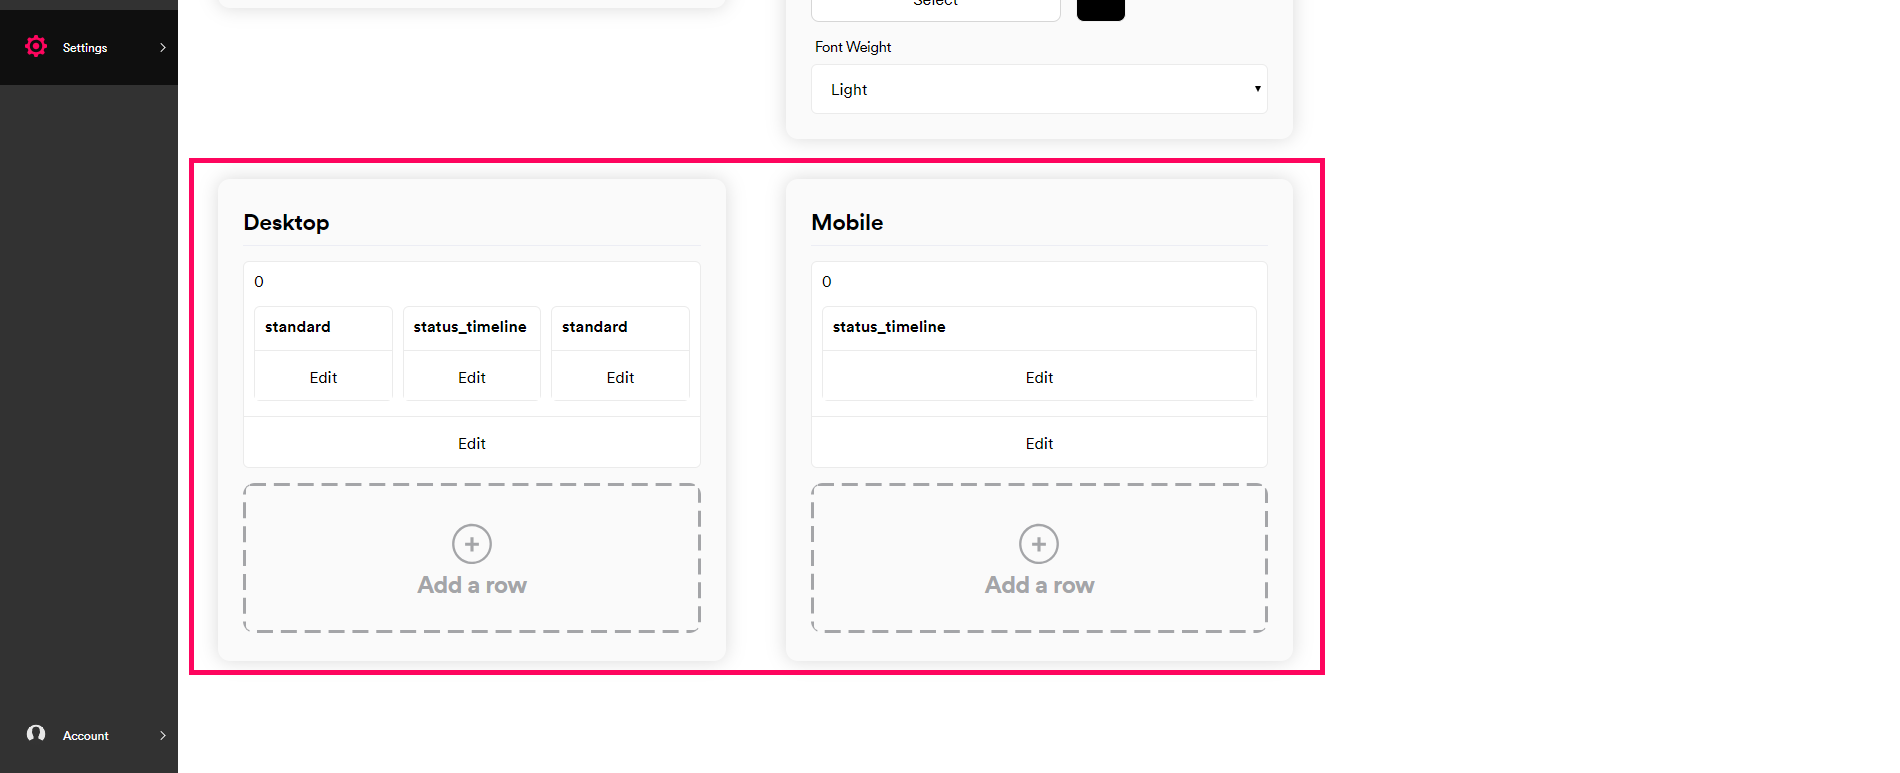 Settings
Select
Font Weight
Light
Desktop
0
standard status_timeline standard
Edit Edit Edit
Edit
Add a row
Mobile
0
status_timeline
Edit
Edit
Add a row
Account